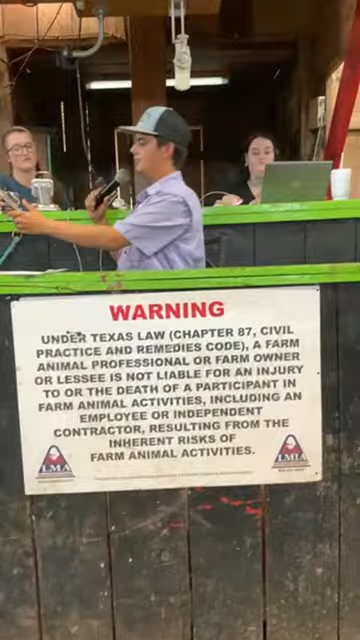 WARNING
UNDER TEXAS LAW (CHAPTER 87, CIVIL
PRACTICE AND REMEDIES CODE), A FARM
ANIMAL PROFESSIONAL OR FARM OWNER
OR LESSEE IS NOT LIABLE FOR AN INJURY
TO OR THE DEATH OF A PARTICIPANT IN
FARM ANIMAL ACTIVITIES, INCLUDING AN
EMPLOYEE OR INDEPENDENT
CONTRACTOR, RESULTING FROM THE
INHERENT RISKS OF
FARM ANIMAL ACTIVITIES.
LMA
LMIA